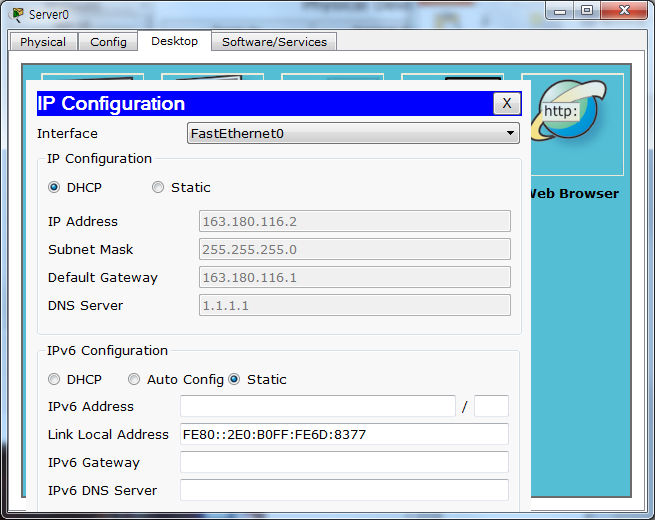 Server0
Physical Config Desktop Software/Services
IP Configuration X
http:
Web Browser
Interface FastEthernet0
IP Configuration
DHCP Static
IP Address 163.180.116.2
Subnet Mask 255.255.255.0
Default Gateway 163.180.116.1
DNS Server 1.1.1.1
IPv6 Configuration
DHCP Auto Config Static
IPv6 Address /
Link Local Address FE80::2E0:B0FF:FE6D:8377
IPv6 Gateway
IPv6 DNS Server